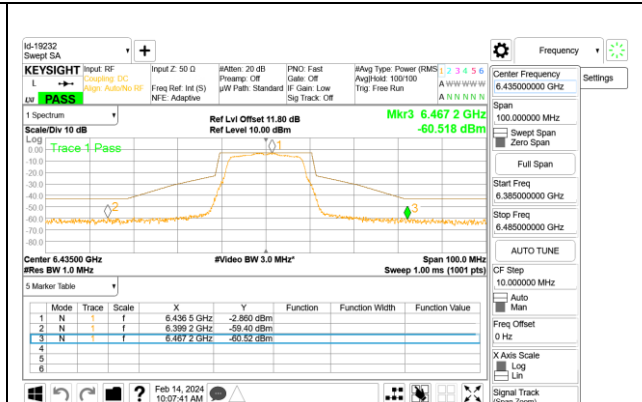 Id-19232
Swept SA
Frequency
KEYSIGHT
L
LXI
PASS
Input: RF
Coupling: DC
Align: Auto/No RF
Input Z: 50 Ω
Freq Ref: Int (S)
NFE: Adaptive
#Atten: 20 dB
Preamp: Off
µW Path: Standard
PNO: Fast
Gate: Off
IF Gain: Low
Sig Track: Off
#Avg Type: Power (RMS
Avg|Hold: 100/100
Trig: Free Run
1 2 3 4 5 6
A W W W W W
A N N N N N
1 Spectrum
Scale/Div 10 dB
Ref Lvl Offset 11.80 dB
Ref Level 10.00 dBm
Mkr3 6.467 2 GHz
-60.518 dBm
Log
Trace 1 Pass
0.00
-10.0
-20.0
-30.0
-40.0
-50.0
-60.0
-70.0
-80.0
1
2
3
Center 6.43500 GHz
#Res BW 1.0 MHz
#Video BW 3.0 MHz*
Span 100.0 MHz
Sweep 1.00 ms (1001 pts)
5 Marker Table
Mode Trace Scale X Y Function Function Width Function Value
1 N 1 f 6.436 5 GHz -2.860 dBm
2 N 1 f 6.399 2 GHz -59.40 dBm
3 N 1 f 6.467 2 GHz -60.52 dBm
4
5
6
?
Feb 14, 2024
10:07:41 AM
Center Frequency
6.435000000 GHz
Settings
Span
100.000000 MHz
Swept Span
Zero Span
Full Span
Start Freq
6.385000000 GHz
Stop Freq
6.485000000 GHz
AUTO TUNE
CF Step
10.000000 MHz
Auto
Man
Freq Offset
0 Hz
X Axis Scale
Log
Lin
Signal Track
(Span Zoom)